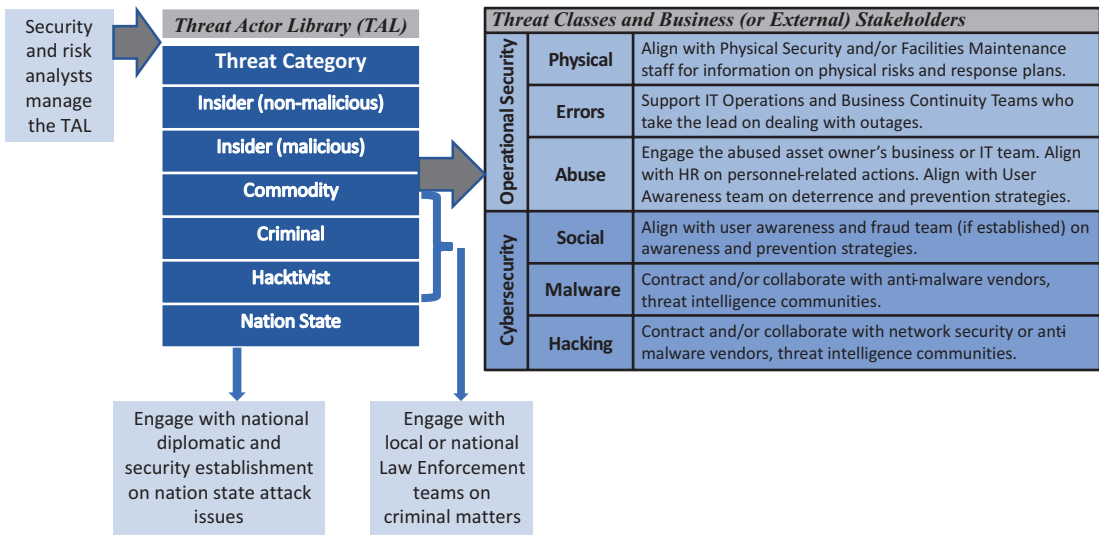 Security
and risk
analysts
manage
the TAL
Threat Actor Library (TAL)
Threat Category
Insider (non-malicious)
Insider (malicious)
Commodity
Criminal
Hacktivist
Nation State
Engage with national
diplomatic and
security establishment
on nation state attack
issues
Engage with
local or national
Law Enforcement
teams on
criminal matters
Threat Classes and Business (or External) Stakeholders
Operational Security
Physical
Align with Physical Security and/or Facilities Maintenance
staff for information on physical risks and response plans.
Errors
Support IT Operations and Business Continuity Teams who
take the lead on dealing with outages.
Abuse
Engage the abused asset owner's business or IT team. Align
with HR on personnel-related actions. Align with User
Awareness team on deterrence and prevention strategies.
Cybersecurity
Social
Align with user awareness and fraud team (if established) on
awareness and prevention strategies.
Malware
Contract and/or collaborate with anti-malware vendors,
threat intelligence communities.
Hacking
Contract and/or collaborate with network security or anti-
malware vendors, threat intelligence communities.